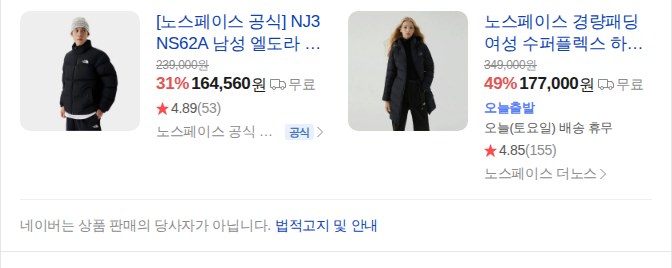 [노스페이스 공식] NJ3
NS62A 남성 엘도라 …
239,000원
31% 164,560원 무료
★ 4.89(53)
노스페이스 공식 … 공식
노스페이스 경량패딩
여성 수퍼플렉스 하…
349,000원
49% 177,000원 무료
오늘출발
오늘(토요일) 배송 휴무
★ 4.85(155)
노스페이스 더노스
네이버는 상품 판매의 당사자가 아닙니다. 법적고지 및 안내